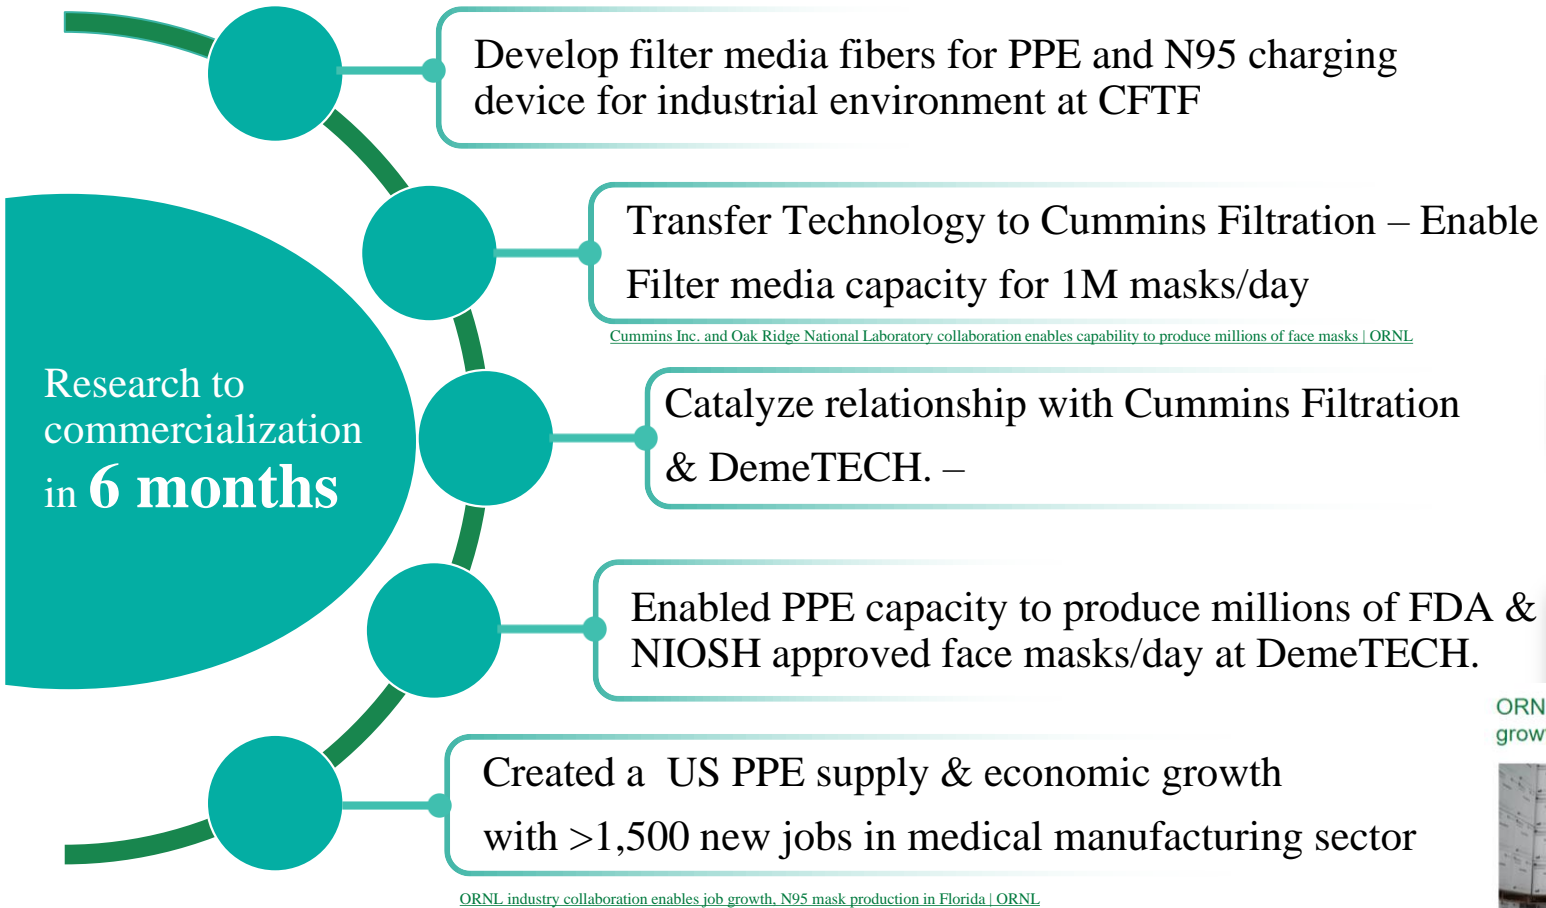 Develop filter media fibers for PPE and N95 charging
device for industrial environment at CFTF
Transfer Technology to Cummins Filtration – Enable
Filter media capacity for 1M masks/day
Cummins Inc. and Oak Ridge National Laboratory collaboration enables capability to produce millions of face masks | ORNL
Research to
commercialization
in 6 months
Catalyze relationship with Cummins Filtration
& DemeTECH. –
Enabled PPE capacity to produce millions of FDA &
NIOSH approved face masks/day at DemeTECH.
Created a  US PPE supply & economic growth
with >1,500 new jobs in medical manufacturing sector
ORNL industry collaboration enables job growth, N95 mask production in Florida | ORNL